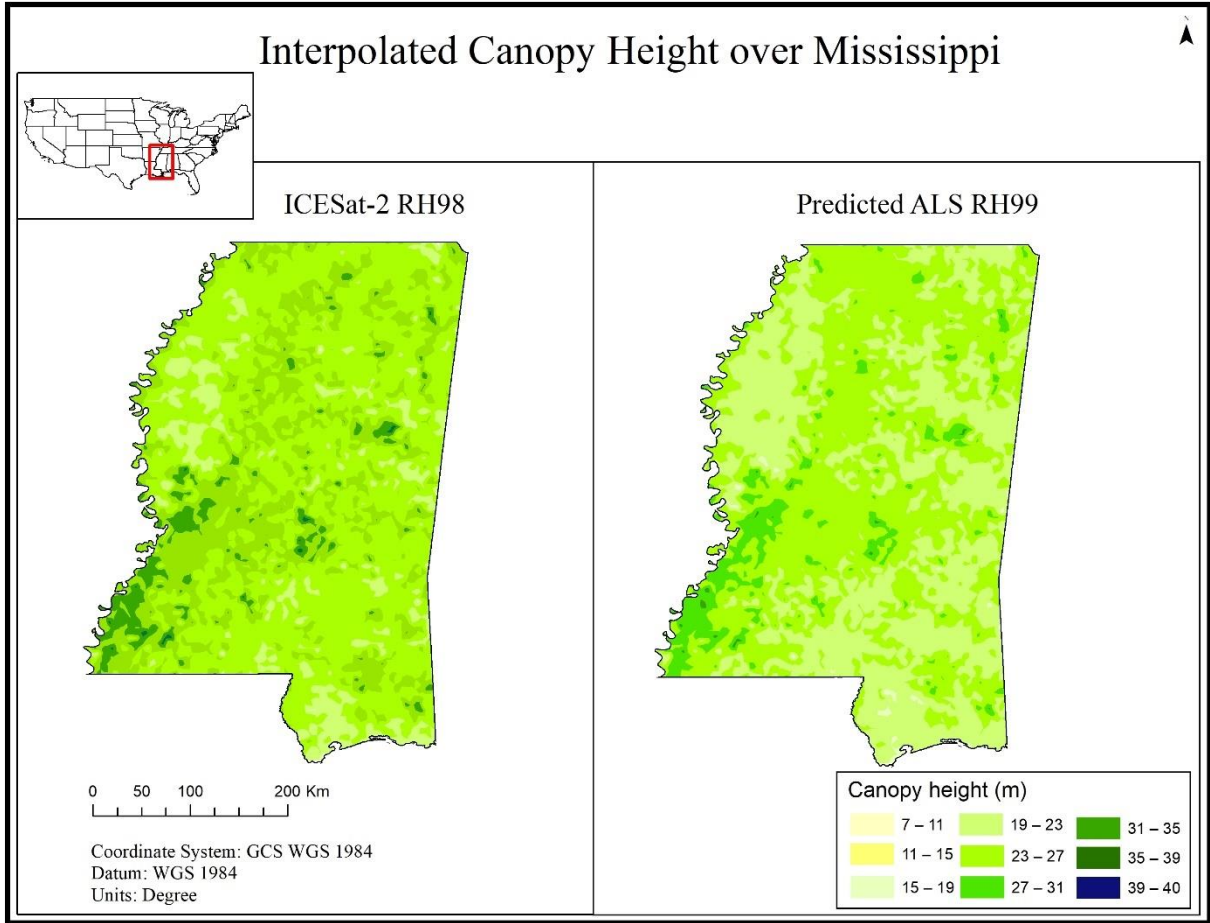 Interpolated Canopy Height over Mississippi
ICESat-2 RH98
Predicted ALS RH99
0 50 100 200 Km
Coordinate System: GCS WGS 1984
Datum: WGS 1984
Units: Degree
Canopy height (m)
7 – 11 19 – 23 31 – 35
11 – 15 23 – 27 35 – 39
15 – 19 27 – 31 39 – 40